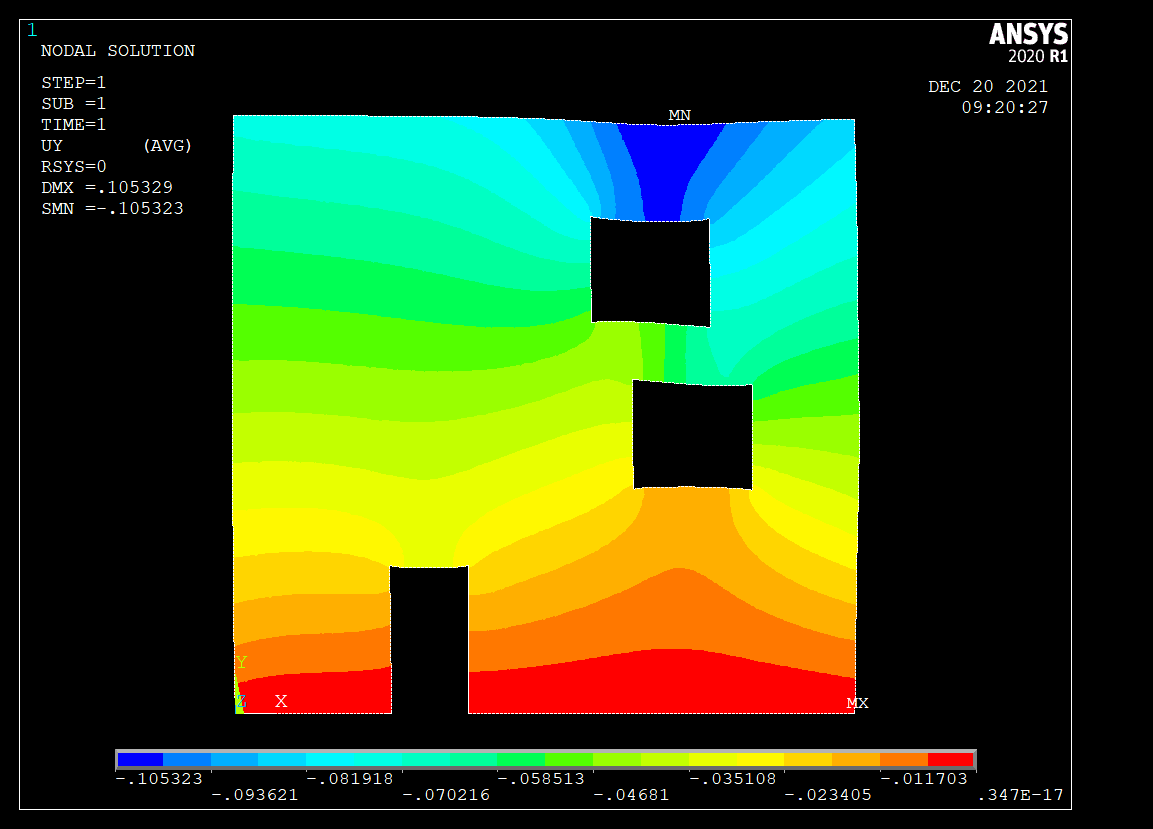 1
ANSYS
2020 R1
NODAL SOLUTION
STEP=1
SUB =1
TIME=1
UY (AVG)
RSYS=0
DMX =.105329
SMN =-.105323
DEC 20 2021
09:20:27
MN
Y
Z X
MX
-.105323 -.081918 -.058513 -.035108 -.011703
-.093621 -.070216 -.04681 -.023405 .347E-17